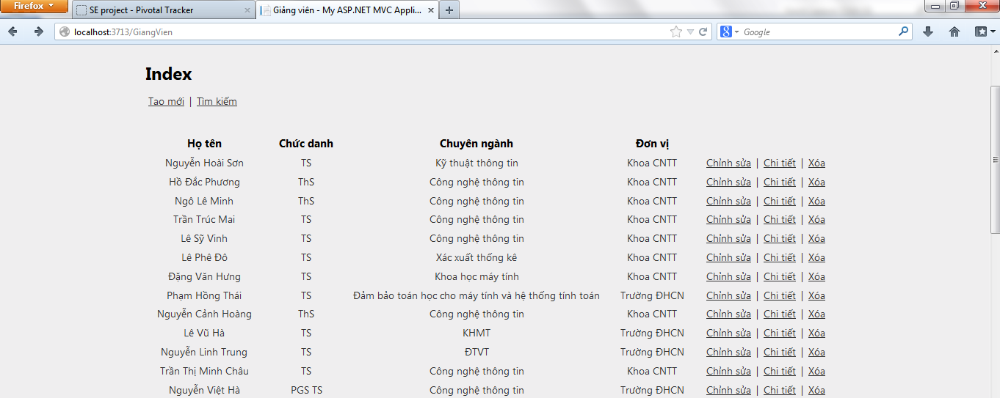 Firefox
SE project - Pivotal Tracker
Giảng viên - My ASP.NET MVC Appli...
localhost:3713/GiangVien
Google
Index
Tao mới | Tìm kiếm
Họ tên Chức danh Chuyên ngành Đơn vị
Nguyễn Hoài Sơn TS Kỹ thuật thông tin Khoa CNTT Chỉnh sửa | Chi tiết | Xóa
Hồ Đắc Phương ThS Công nghệ thông tin Khoa CNTT Chỉnh sửa | Chi tiết | Xóa
Ngô Lê Minh ThS Công nghệ thông tin Khoa CNTT Chỉnh sửa | Chi tiết | Xóa
Trần Trúc Mai TS Công nghệ thông tin Khoa CNTT Chỉnh sửa | Chi tiết | Xóa
Lê Sỹ Vinh TS Công nghệ thông tin Khoa CNTT Chỉnh sửa | Chi tiết | Xóa
Lê Phê Đô TS Xác xuất thống kê Khoa CNTT Chỉnh sửa | Chi tiết | Xóa
Đặng Văn Hưng TS Khoa học máy tính Khoa CNTT Chỉnh sửa | Chi tiết | Xóa
Phạm Hồng Thái TS Đảm bảo toán học cho máy tính và hệ thống tính toán Trường ĐHCN Chỉnh sửa | Chi tiết | Xóa
Nguyễn Cảnh Hoàng ThS Công nghệ thông tin Khoa CNTT Chỉnh sửa | Chi tiết | Xóa
Lê Vũ Hà TS KHMT Trường ĐHCN Chỉnh sửa | Chi tiết | Xóa
Nguyễn Linh Trung TS ĐTVT Trường ĐHCN Chỉnh sửa | Chi tiết | Xóa
Trần Thị Minh Châu TS Công nghệ thông tin Khoa CNTT Chỉnh sửa | Chi tiết | Xóa
Nguyễn Việt Hà PGS TS Công nghệ thông tin Trường ĐHCN Chỉnh sửa | Chi tiết | Xóa